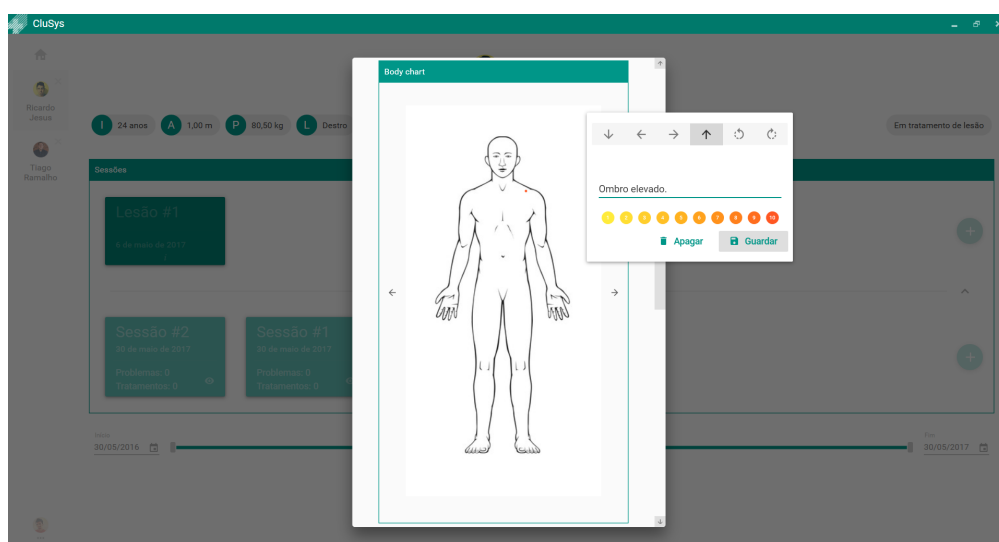 CluSys
Body chart
Ricardo
Jesus
I 24 anos A 1,00 m P 80,50 kg L Destro
Em tratamento de lesão
Tiago
Ramalho
Sessões
Ombro elevado.
Lesão #1
6 de maio de 2017
1 2 3 4 5 6 7 8 9 10
Apagar Guardar
Sessão #2 Sessão #1
30 de maio de 2017 30 de maio de 2017
Problemas: 0 Problemas: 0
Tratamentos: 0 Tratamentos: 0
Início Fim
30/05/2016 30/05/2017